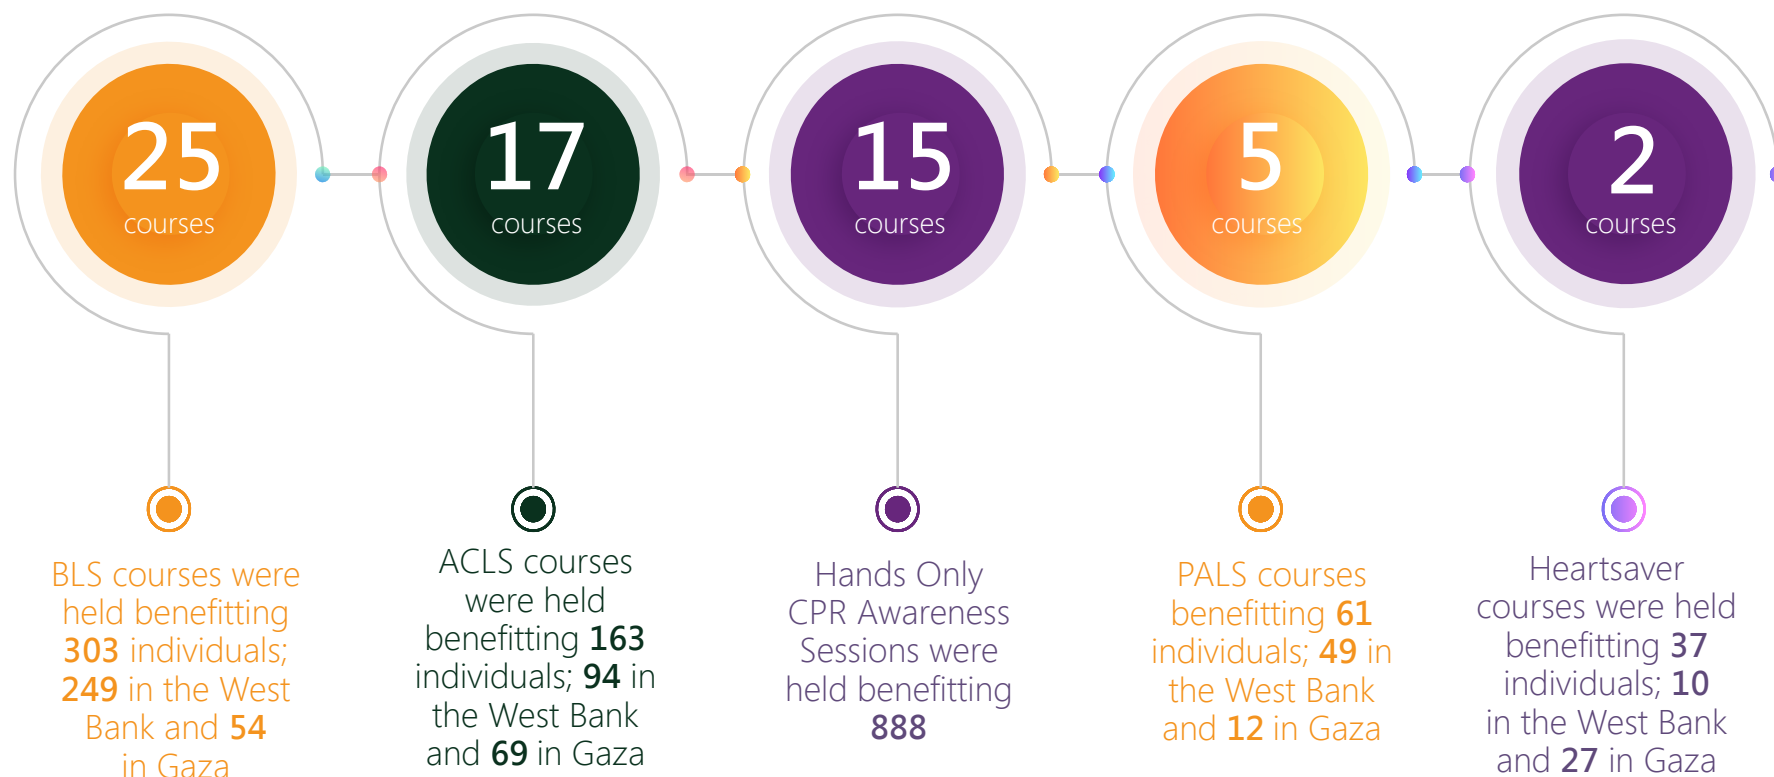 25
courses
BLS courses were
held benefitting
303 individuals;
249 in the West
Bank and 54
in Gaza
17
courses
ACLS courses
were held
benefitting 163
individuals; 94 in
the West Bank
and 69 in Gaza
15
courses
Hands Only
CPR Awareness
Sessions were
held benefitting
888
5
courses
PALS courses
benefitting 61
individuals; 49 in
the West Bank
and 12 in Gaza
2
courses
Heartsaver
courses were held
benefitting 37
individuals; 10
in the West Bank
and 27 in Gaza